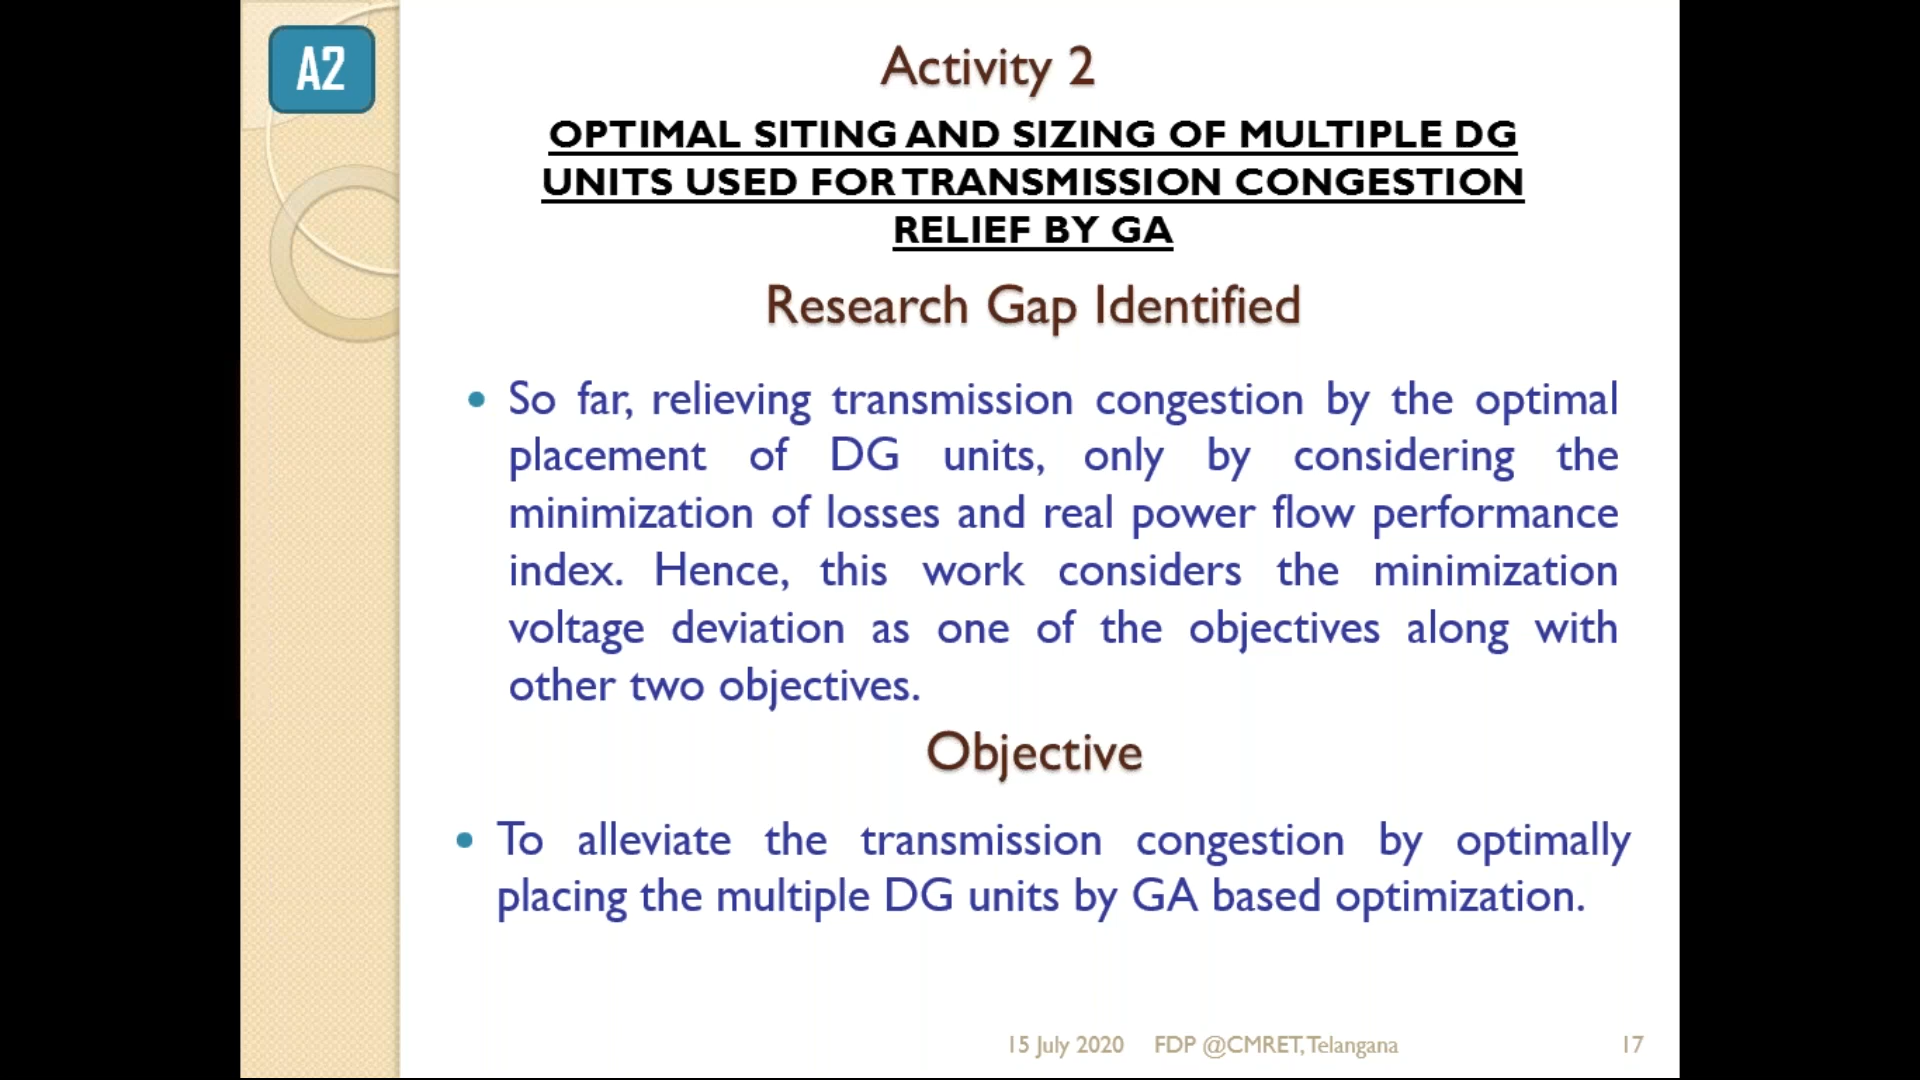 A2
Activity 2
OPTIMAL SITING AND SIZING OF MULTIPLE DG
UNITS USED FOR TRANSMISSION CONGESTION
RELIEF BY GA
Research Gap Identified
• So far, relieving transmission congestion by the optimal
placement of DG units, only by considering the
minimization of losses and real power flow performance
index. Hence, this work considers the minimization
voltage deviation as one of the objectives along with
other two objectives.
Objective
• To alleviate the transmission congestion by optimally
placing the multiple DG units by GA based optimization.
15 July 2020 FDP @CMRET, Telangana 17